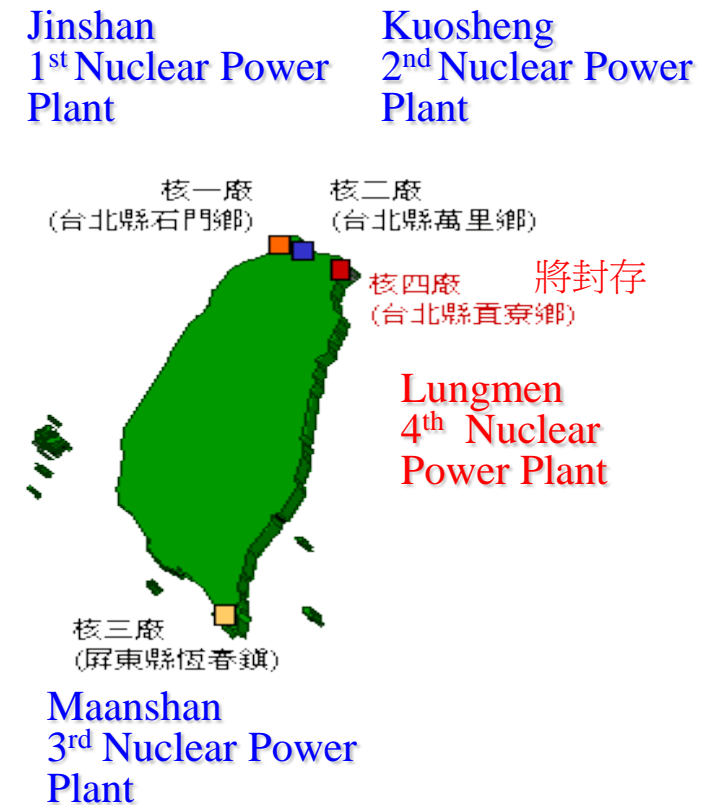 Jinshan
1st Nuclear Power
Plant
Kuosheng
2nd Nuclear Power
Plant
核一廠
(台北縣石門鄉)
核二廠
(台北縣萬里鄉)
核四廠
(台北縣貢寮鄉)
將封存
Lungmen
4th Nuclear
Power Plant
核三廠
(屏東縣恆春鎮)
Maanshan
3rd Nuclear Power
Plant